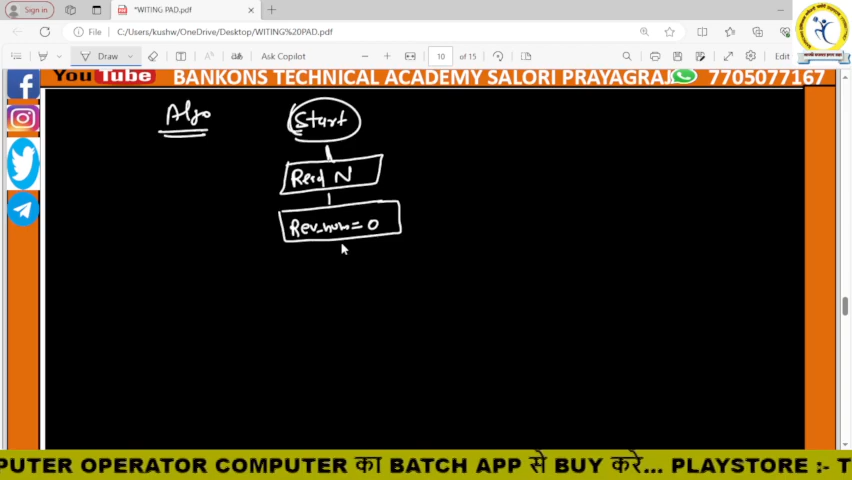 Sign in
*WITING PAD.pdf
File
C:/Users/kushw/OneDrive/Desktop/WITING%20PAD.pdf
Draw
Ask Copilot
10 of 15
Edit
You Tube BANKONS TECHNICAL ACADEMY SALORI PRAYAGRAJ 7705077167
Algo
Start
Read N
Rev_num = 0
PUTER OPERATOR COMPUTER का BATCH APP से BUY करे... PLAYSTORE :- T